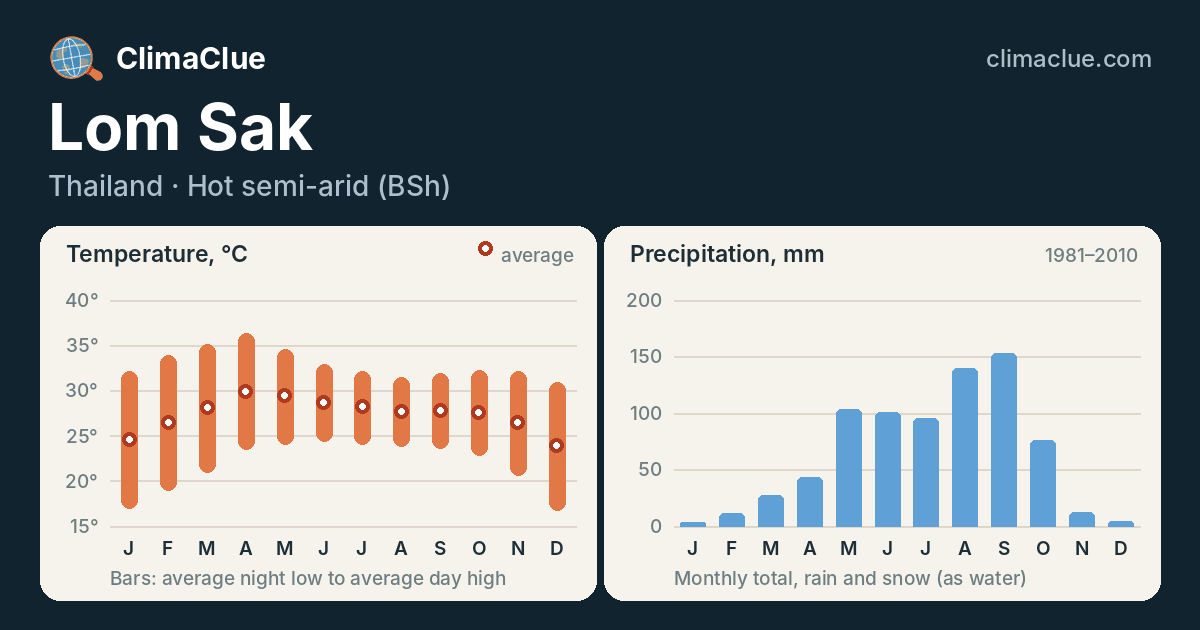 ClimaClue
climaclue.com
Lom Sak
Thailand · Hot semi-arid (BSh)
Temperature, °C
average
40°
35°
30°
25°
20°
15°
J F M A M J J A S O N D
Bars: average night low to average day high
Precipitation, mm
1981–2010
200
150
100
50
0
J F M A M J J A S O N D
Monthly total, rain and snow (as water)